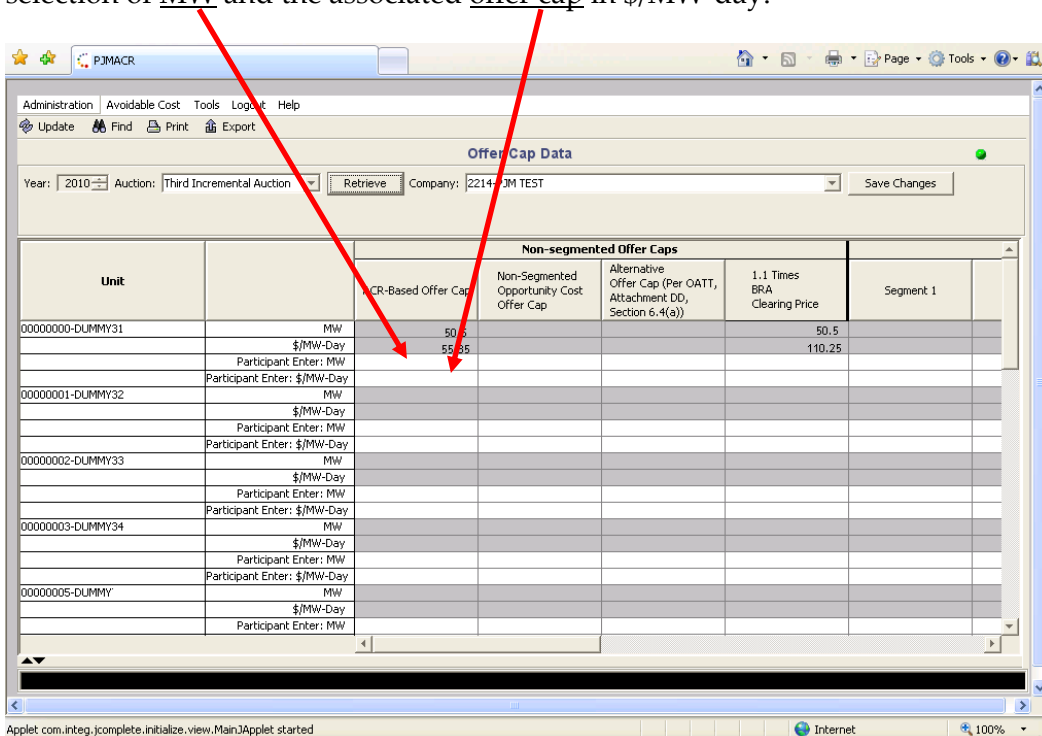 selection of MW and the associated offer cap in $/MW-day.
PJMACR
Page Tools
Administration Avoidable Cost Tools Logout Help
Update Find Print Export
Offer Cap Data
Year: 2010 Auction: Third Incremental Auction Retrieve Company: 2214-PJM TEST Save Changes
Non-segmented Offer Caps
Unit
ACR-Based Offer Cap
Non-Segmented
Opportunity Cost
Offer Cap
Alternative
Offer Cap (Per OATT,
Attachment DD,
Section 6.4(a))
1.1 Times
BRA
Clearing Price
Segment 1
00000000-DUMMY31 MW 50.5 50.5
$/MW-Day 55.85 110.25
Participant Enter: MW
Participant Enter: $/MW-Day
00000001-DUMMY32 MW
$/MW-Day
Participant Enter: MW
Participant Enter: $/MW-Day
00000002-DUMMY33 MW
$/MW-Day
Participant Enter: MW
Participant Enter: $/MW-Day
00000003-DUMMY34 MW
$/MW-Day
Participant Enter: MW
Participant Enter: $/MW-Day
00000005-DUMMY MW
$/MW-Day
Participant Enter: MW
Applet com.integ.jcomplete.initialize.view.MainJApplet started Internet 100%